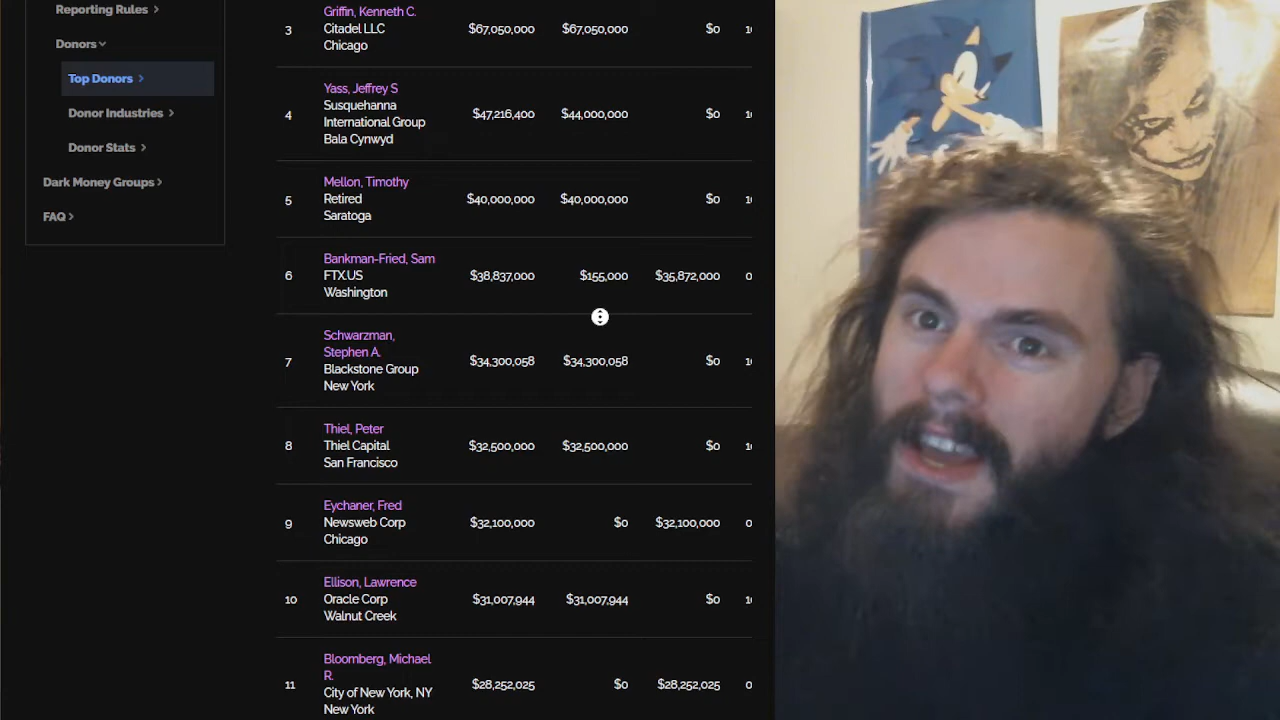 Reporting Rules >
Donors
Top Donors >
Donor Industries >
Donor Stats >
Dark Money Groups >
FAQ >
3 Griffin, Kenneth C. Citadel LLC Chicago $67,050,000 $67,050,000 $0
4 Yass, Jeffrey S Susquehanna International Group Bala Cynwyd $47,216,400 $44,000,000 $0
5 Mellon, Timothy Retired Saratoga $40,000,000 $40,000,000 $0
6 Bankman-Fried, Sam FTX.US Washington $38,837,000 $155,000 $35,872,000 0
7 Schwarzman, Stephen A. Blackstone Group New York $34,300,058 $34,300,058 $0
8 Thiel, Peter Thiel Capital San Francisco $32,500,000 $32,500,000 $0
9 Eychaner, Fred Newsweb Corp Chicago $32,100,000 $0 $32,100,000 0
10 Ellison, Lawrence Oracle Corp Walnut Creek $31,007,944 $31,007,944 $0
11 Bloomberg, Michael R. City of New York, NY New York $28,252,025 $0 $28,252,025 0